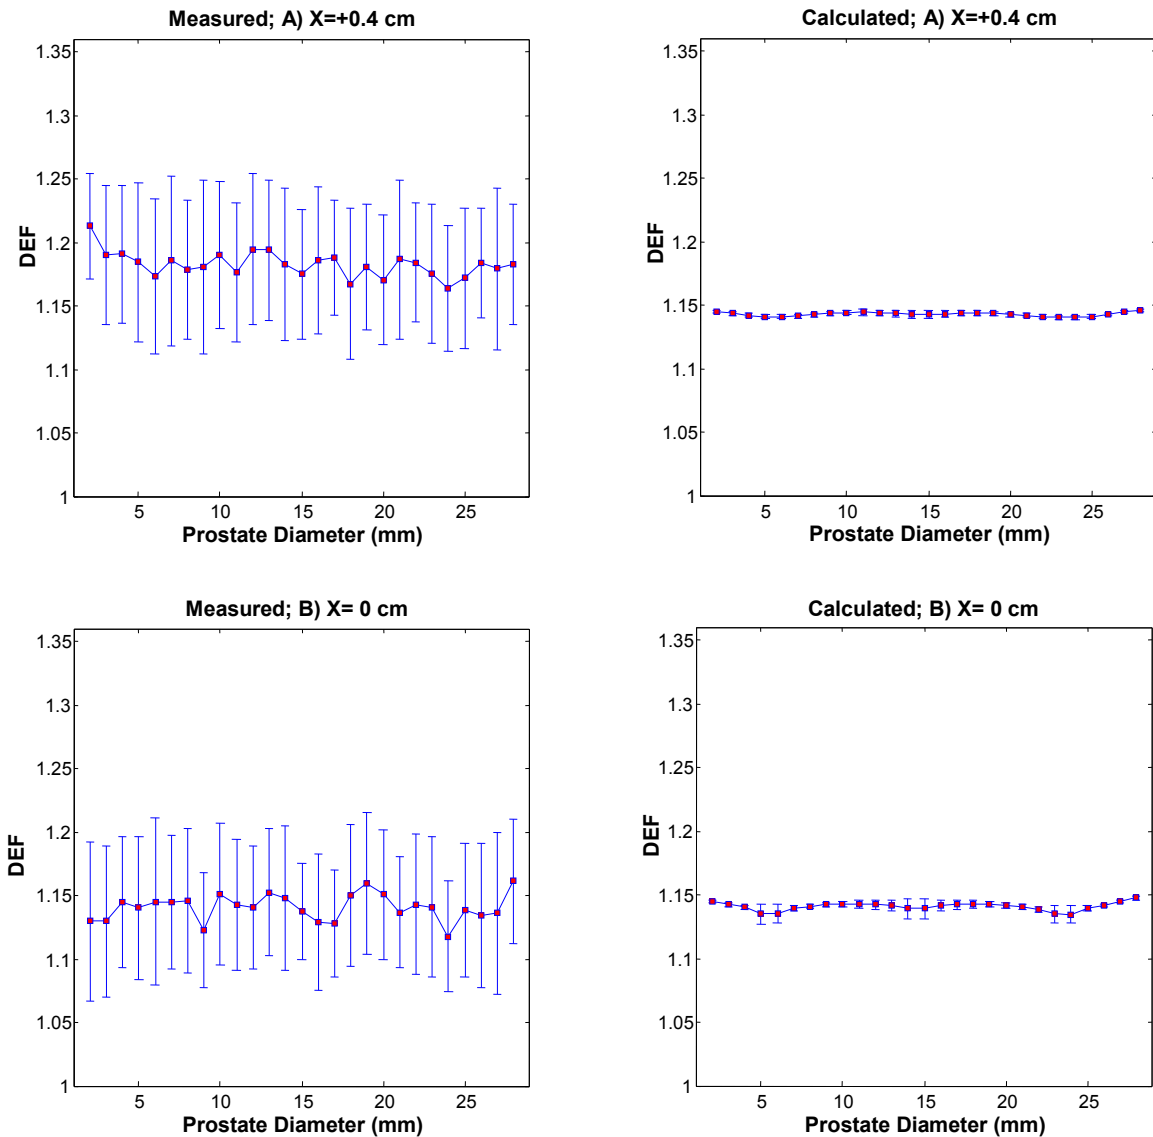 Measured; A) X=+0.4 cm
1.35
1.3
1.25
1.2
1.15
1.1
1.05
1
DEF
5 10 15 20 25
Prostate Diameter (mm)
Calculated; A) X=+0.4 cm
1.35
1.3
1.25
1.2
1.15
1.1
1.05
1
DEF
5 10 15 20 25
Prostate Diameter (mm)
Measured; B) X= 0 cm
1.35
1.3
1.25
1.2
1.15
1.1
1.05
1
DEF
5 10 15 20 25
Prostate Diameter (mm)
Calculated; B) X= 0 cm
1.35
1.3
1.25
1.2
1.15
1.1
1.05
1
DEF
5 10 15 20 25
Prostate Diameter (mm)